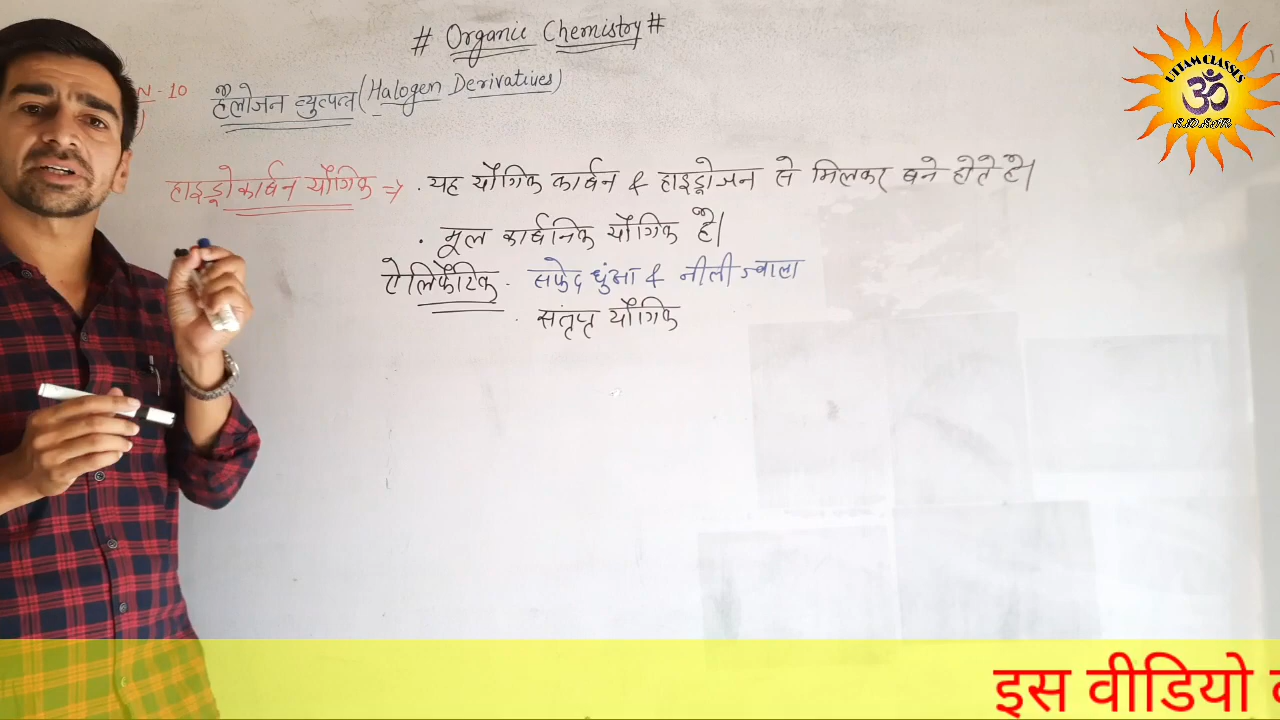 # Organic Chemistry #
N - 10
हैलोजन व्युत्पन्न (Halogen Derivatives)
हाइड्रोकार्बन यौगिक => . यह यौगिक कार्बन & हाइड्रोजन से मिलकर बने होते है।
. मूल कार्बनिक यौगिक है।
ऐलिफैटिक . सफेद धुंआ & नीली ज्वाला
. संतृप्त यौगिक
UTTAM CLASSES
ॐ
इस वीडियो